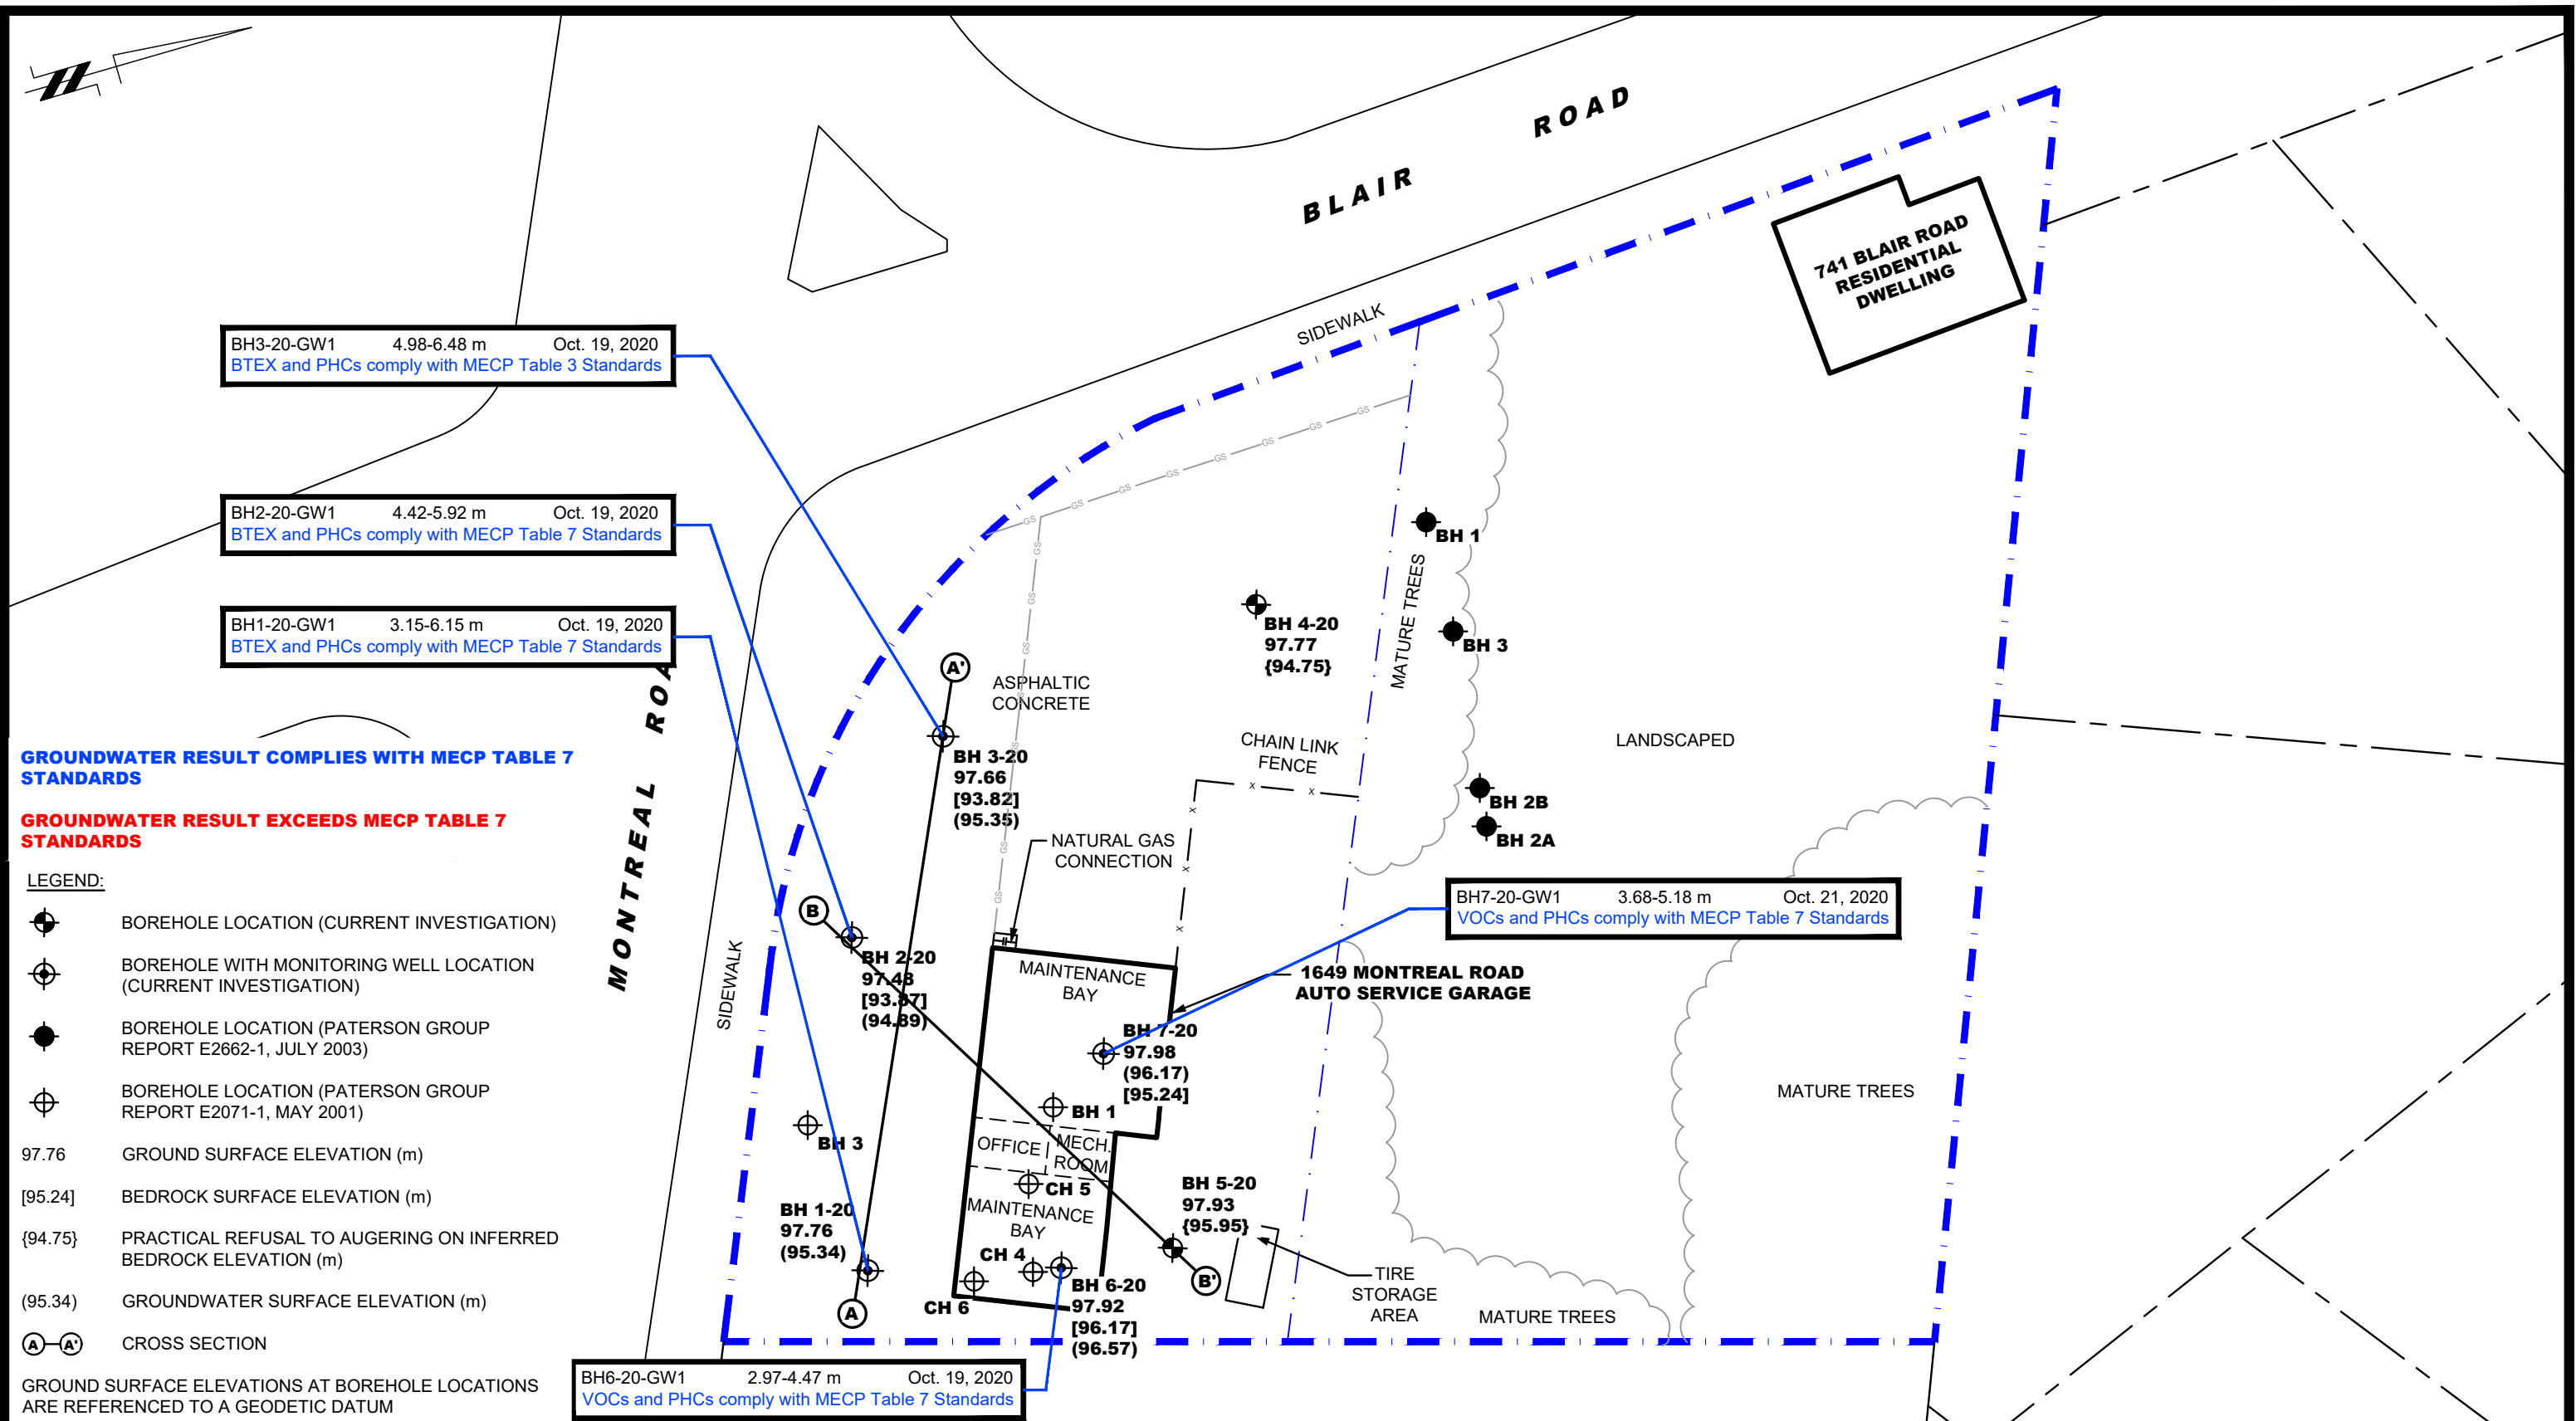 BLAIR ROAD
741 BLAIR ROAD
RESIDENTIAL
DWELLING
SIDEWALK
BH3-20-GW1 4.98-6.48 m Oct. 19, 2020
BTEX and PHCs comply with MECP Table 3 Standards
BH2-20-GW1 4.42-5.92 m Oct. 19, 2020
BTEX and PHCs comply with MECP Table 7 Standards
BH1-20-GW1 3.15-6.15 m Oct. 19, 2020
BTEX and PHCs comply with MECP Table 7 Standards
GS GS GS GS GS GS GS GS
GS
GS
GS
GS
GS
GS
BH 1
MATURE TREES
BH 4-20
97.77
{94.75}
BH 3
A'
ASPHALTIC
CONCRETE
MONTREAL ROA
BH 3-20
97.66
[93.82]
(95.35)
CHAIN LINK
FENCE
x x
x
x
x
LANDSCAPED
BH 2B
BH 2A
NATURAL GAS
CONNECTION
BH7-20-GW1 3.68-5.18 m Oct. 21, 2020
VOCs and PHCs comply with MECP Table 7 Standards
B
BH 2-20
97.43
[93.87]
(94.89)
SIDEWALK
MAINTENANCE
BAY
1649 MONTREAL ROAD
AUTO SERVICE GARAGE
BH 7-20
97.98
(96.17)
[95.24]
BH 1
BH 3
OFFICE
MECH.
ROOM
CH 5
MAINTENANCE
BAY
MATURE TREES
BH 5-20
97.93
{95.95}
BH 1-20
97.76
(95.34)
CH 4
CH 6
BH 6-20
97.92
[96.17]
(96.57)
A
B'
TIRE
STORAGE
AREA
MATURE TREES
BH6-20-GW1 2.97-4.47 m Oct. 19, 2020
VOCs and PHCs comply with MECP Table 7 Standards
GROUNDWATER RESULT COMPLIES WITH MECP TABLE 7
STANDARDS
GROUNDWATER RESULT EXCEEDS MECP TABLE 7
STANDARDS
LEGEND:
BOREHOLE LOCATION (CURRENT INVESTIGATION)
BOREHOLE WITH MONITORING WELL LOCATION
(CURRENT INVESTIGATION)
BOREHOLE LOCATION (PATERSON GROUP
REPORT E2662-1, JULY 2003)
BOREHOLE LOCATION (PATERSON GROUP
REPORT E2071-1, MAY 2001)
97.76 GROUND SURFACE ELEVATION (m)
[95.24] BEDROCK SURFACE ELEVATION (m)
{94.75} PRACTICAL REFUSAL TO AUGERING ON INFERRED
BEDROCK ELEVATION (m)
(95.34) GROUNDWATER SURFACE ELEVATION (m)
A A' CROSS SECTION
GROUND SURFACE ELEVATIONS AT BOREHOLE LOCATIONS
ARE REFERENCED TO A GEODETIC DATUM